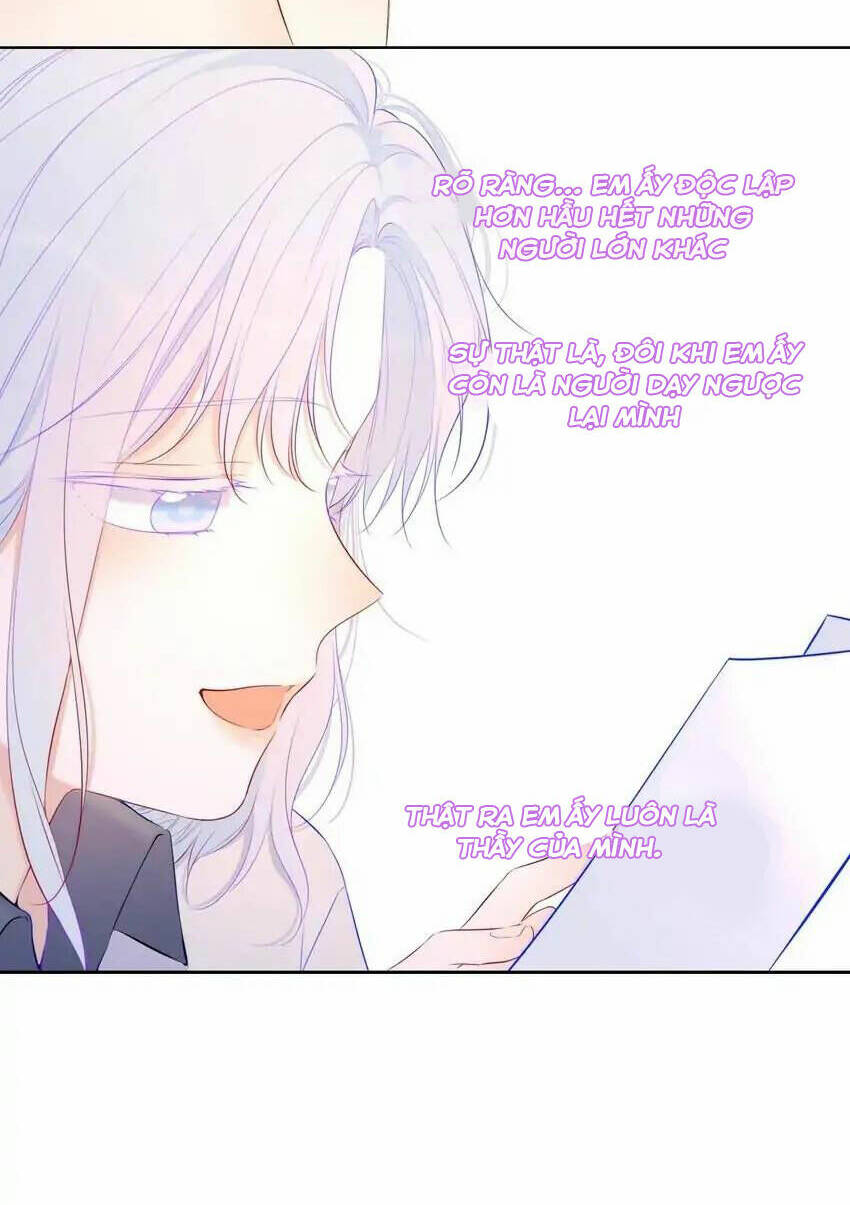 RÕ RÀNG... EM ẤY ĐỘC LẬP
HƠN HẦU HẾT NHỮNG
NGƯỜI LỚN KHÁC
SỰ THẬT LÀ, ĐÔI KHI EM ẤY
CÒN LÀ NGƯỜI DẠY NGƯỢC
LẠI MÌNH
THẬT RA EM ẤY LUÔN LÀ
THẦY CỦA MÌNH.